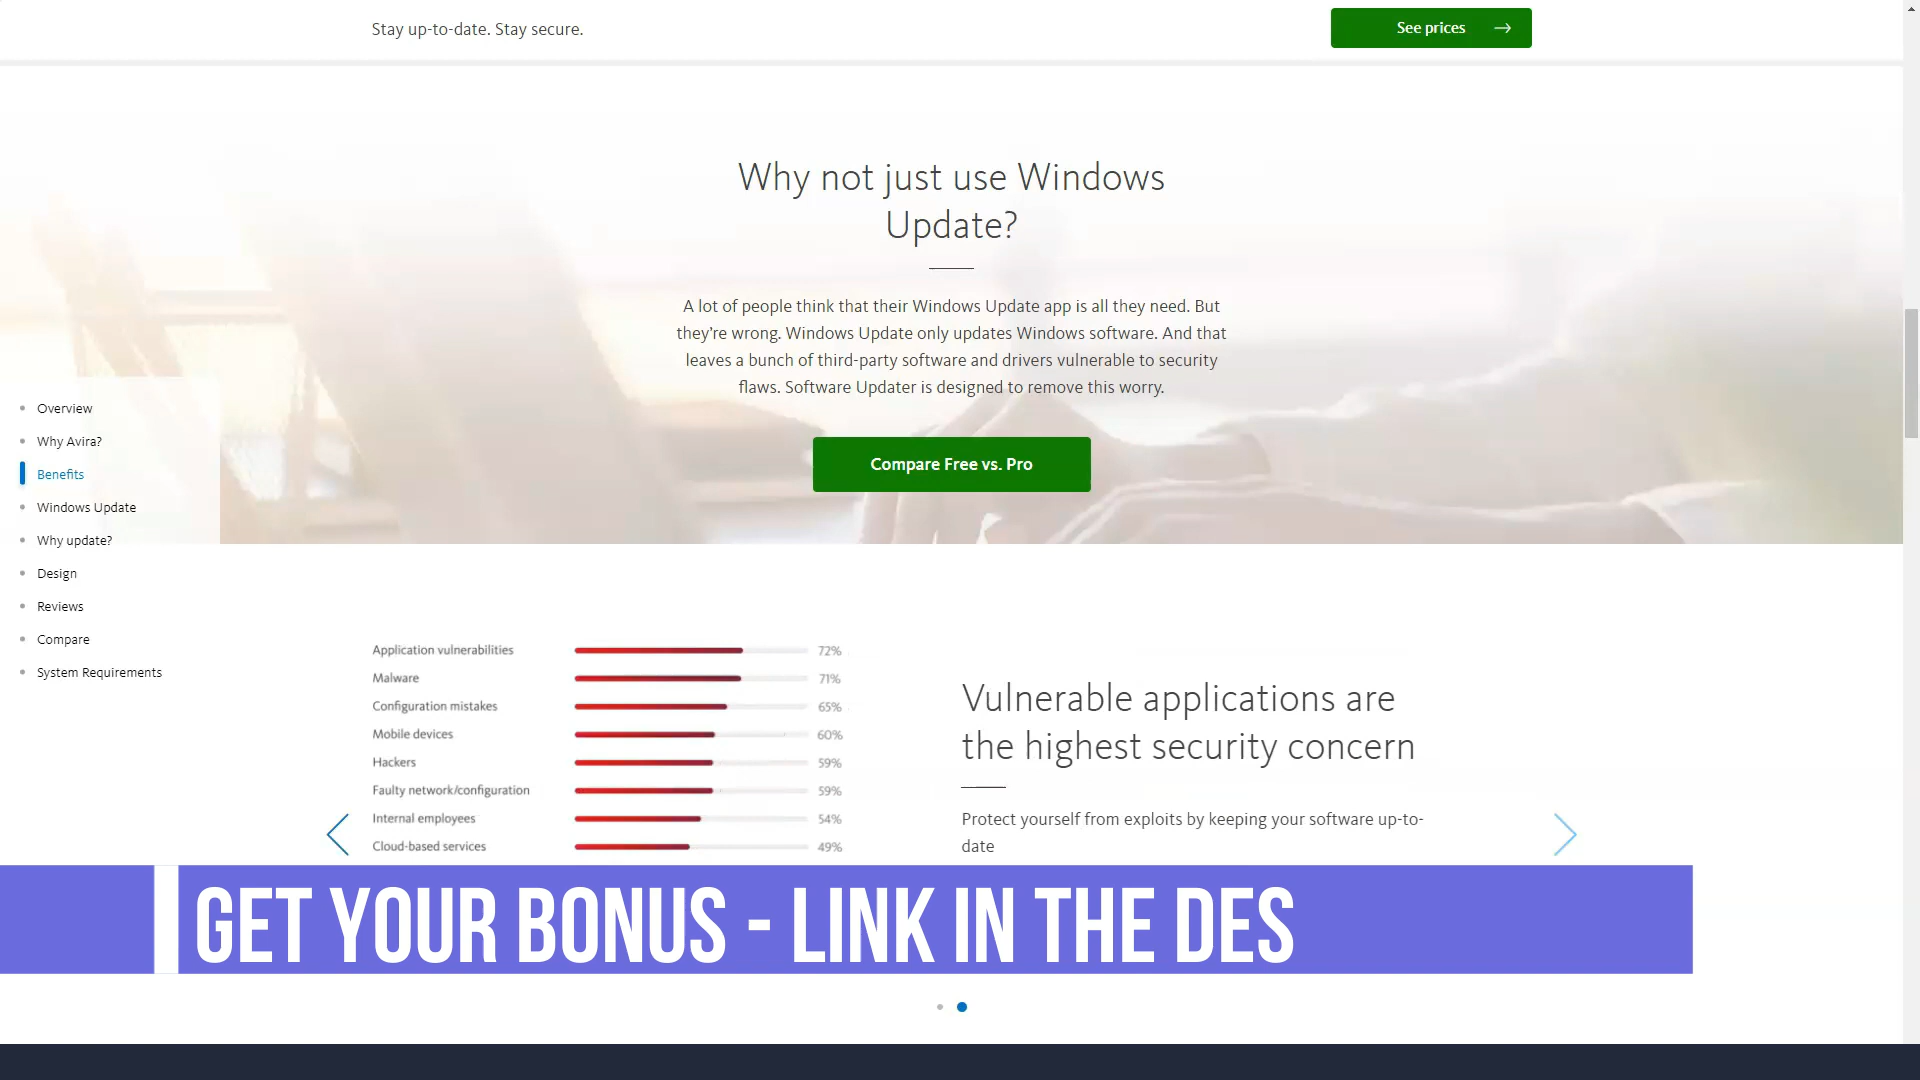 Stay up-to-date. Stay secure.
See prices
Why not just use Windows
Update?
A lot of people think that their Windows Update app is all they need. But
they're wrong. Windows Update only updates Windows software. And that
leaves a bunch of third-party software and drivers vulnerable to security
flaws. Software Updater is designed to remove this worry.
Compare Free vs. Pro
Overview
Why Avira?
Benefits
Windows Update
Why update?
Design
Reviews
Compare
System Requirements
Application vulnerabilities 72%
Malware 71%
Configuration mistakes 65%
Mobile devices 60%
Hackers 59%
Faulty network/configuration 59%
Internal employees 54%
Cloud-based services 49%
Vulnerable applications are
the highest security concern
Protect yourself from exploits by keeping your software up-to-
date
GET YOUR BONUS - LINK IN THE DES